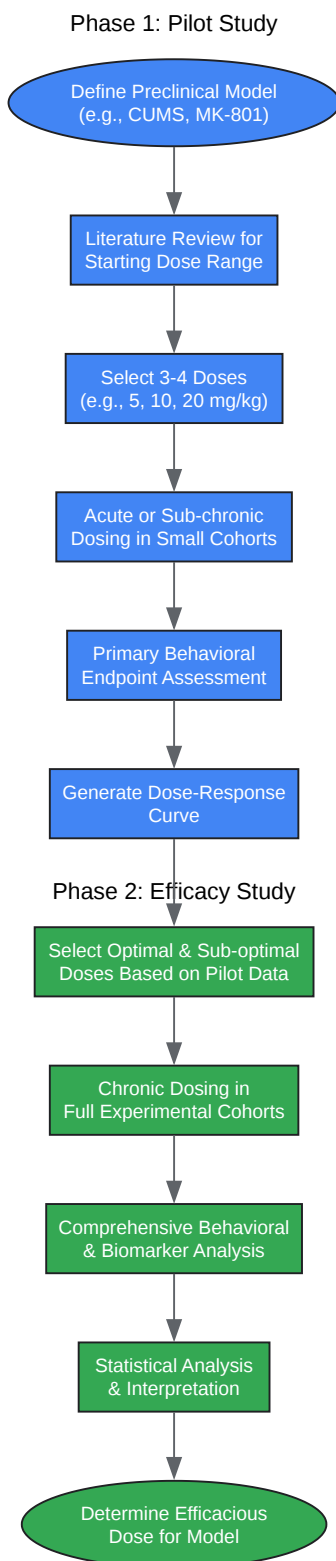 Phase 1: Pilot Study
Define Preclinical Model
(e.g., CUMS, MK-801)
Literature Review for
Starting Dose Range
Select 3-4 Doses
(e.g., 5, 10, 20 mg/kg)
Acute or Sub-chronic
Dosing in Small Cohorts
Primary Behavioral
Endpoint Assessment
Generate Dose-Response
Curve
Phase 2: Efficacy Study
Select Optimal & Sub-optimal
Doses Based on Pilot Data
Chronic Dosing in
Full Experimental Cohorts
Comprehensive Behavioral
& Biomarker Analysis
Statistical Analysis
& Interpretation
Determine Efficacious
Dose for Model